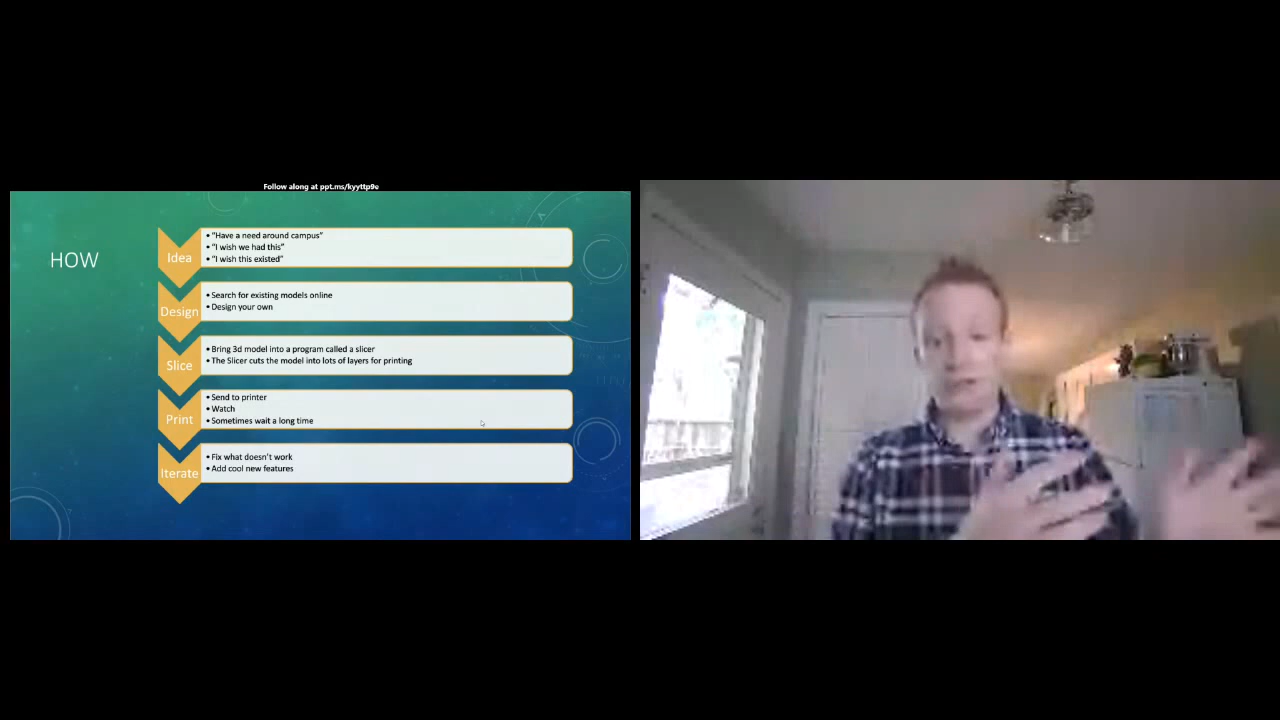 Follow along at ppt.ms/kyyttp9e
HOW
Idea
• "Have a need around campus"
• "I wish we had this"
• "I wish this existed"
Design
• Search for existing models online
• Design your own
Slice
• Bring 3d model into a program called a slicer
• The Slicer cuts the model into lots of layers for printing
Print
• Send to printer
• Watch
• Sometimes wait a long time
Iterate
• Fix what doesn't work
• Add cool new features